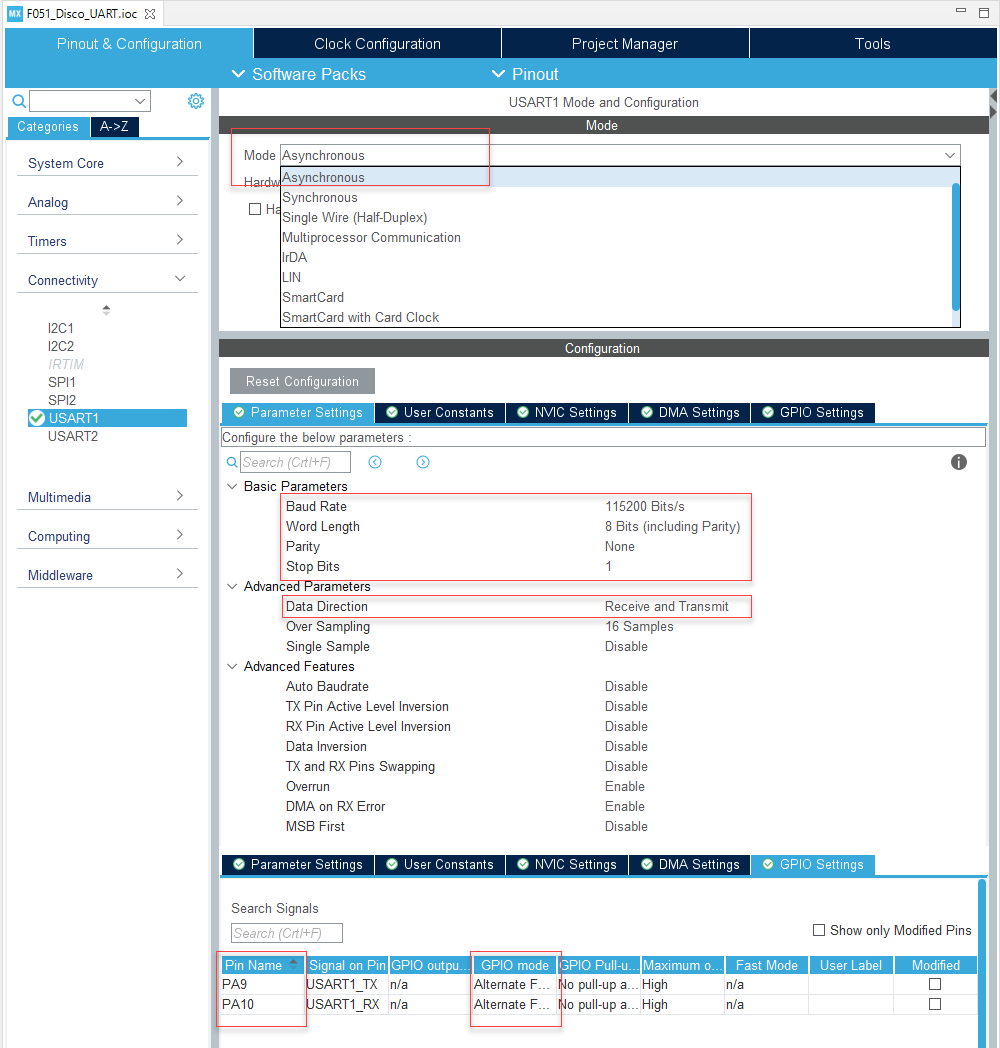 MX F051_Disco_UART.ioc
Pinout & Configuration
Clock Configuration
Project Manager
Tools
Software Packs
Pinout
Categories
A->Z
System Core
Analog
Timers
Connectivity
I2C1
I2C2
IRTIM
SPI1
SPI2
USART1
USART2
Multimedia
Computing
Middleware
USART1 Mode and Configuration
Mode
Mode Asynchronous
Hardw
Ha
Asynchronous
Synchronous
Single Wire (Half-Duplex)
Multiprocessor Communication
IrDA
LIN
SmartCard
SmartCard with Card Clock
Configuration
Reset Configuration
Parameter Settings
User Constants
NVIC Settings
DMA Settings
GPIO Settings
Configure the below parameters :
Search (Crtl+F)
Basic Parameters
Baud Rate 115200 Bits/s
Word Length 8 Bits (including Parity)
Parity None
Stop Bits 1
Advanced Parameters
Data Direction Receive and Transmit
Over Sampling 16 Samples
Single Sample Disable
Advanced Features
Auto Baudrate Disable
TX Pin Active Level Inversion Disable
RX Pin Active Level Inversion Disable
Data Inversion Disable
TX and RX Pins Swapping Disable
Overrun Enable
DMA on RX Error Enable
MSB First Disable
Parameter Settings
User Constants
NVIC Settings
DMA Settings
GPIO Settings
Search Signals
Search (Crtl+F)
Show only Modified Pins
Pin Name Signal on Pin GPIO outpu... GPIO mode GPIO Pull-u... Maximum o... Fast Mode User Label Modified
PA9 USART1_TX n/a Alternate F... No pull-up a... High n/a
PA10 USART1_RX n/a Alternate F... No pull-up a... High n/a